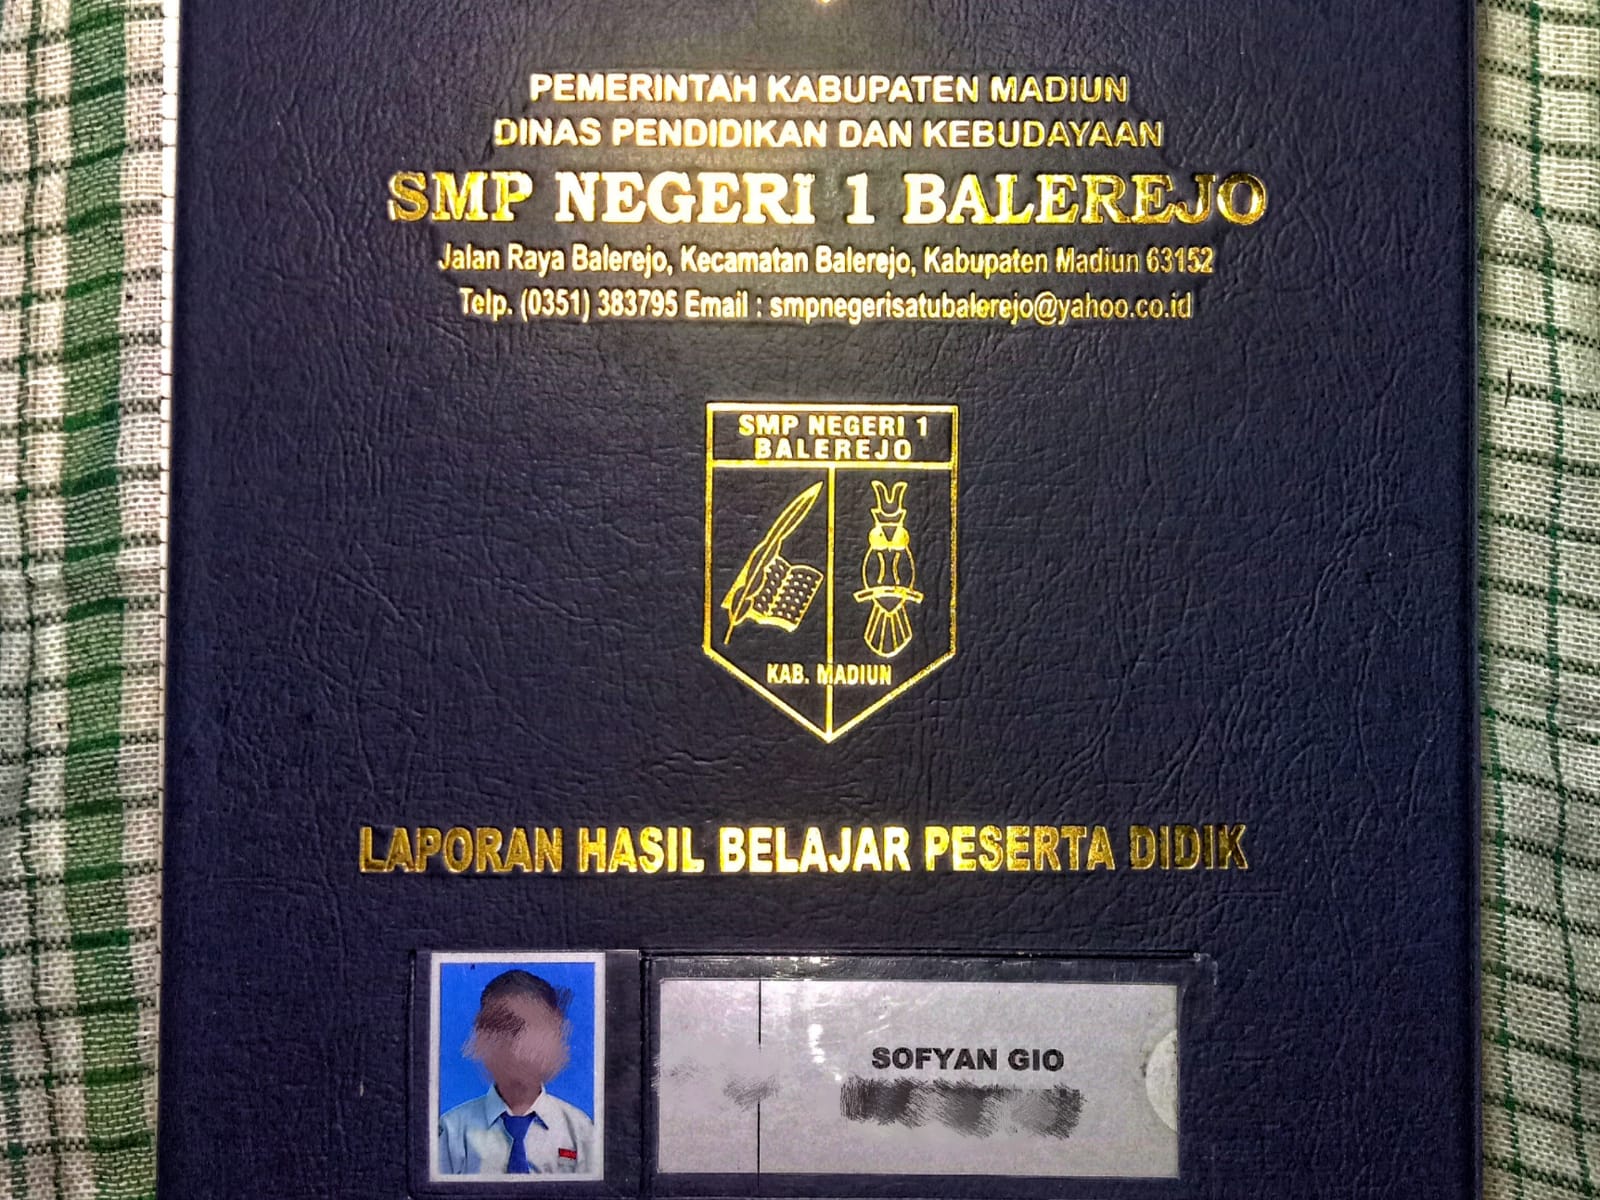 PEMERINTAH KABUPATEN MADIUN
DINAS PENDIDIKAN DAN KEBUDAYAAN
SMP NEGERI 1 BALEREJO
Jalan Raya Balerejo, Kecamatan Balerejo, Kabupaten Madiun 63152
Telp. (0351) 383795 Email : smpnegerisatubalerejo@yahoo.co.id
SMP NEGERI 1
BALEREJO
KAB. MADIUN
LAPORAN HASIL BELAJAR PESERTA DIDIK
SOFYAN GIO